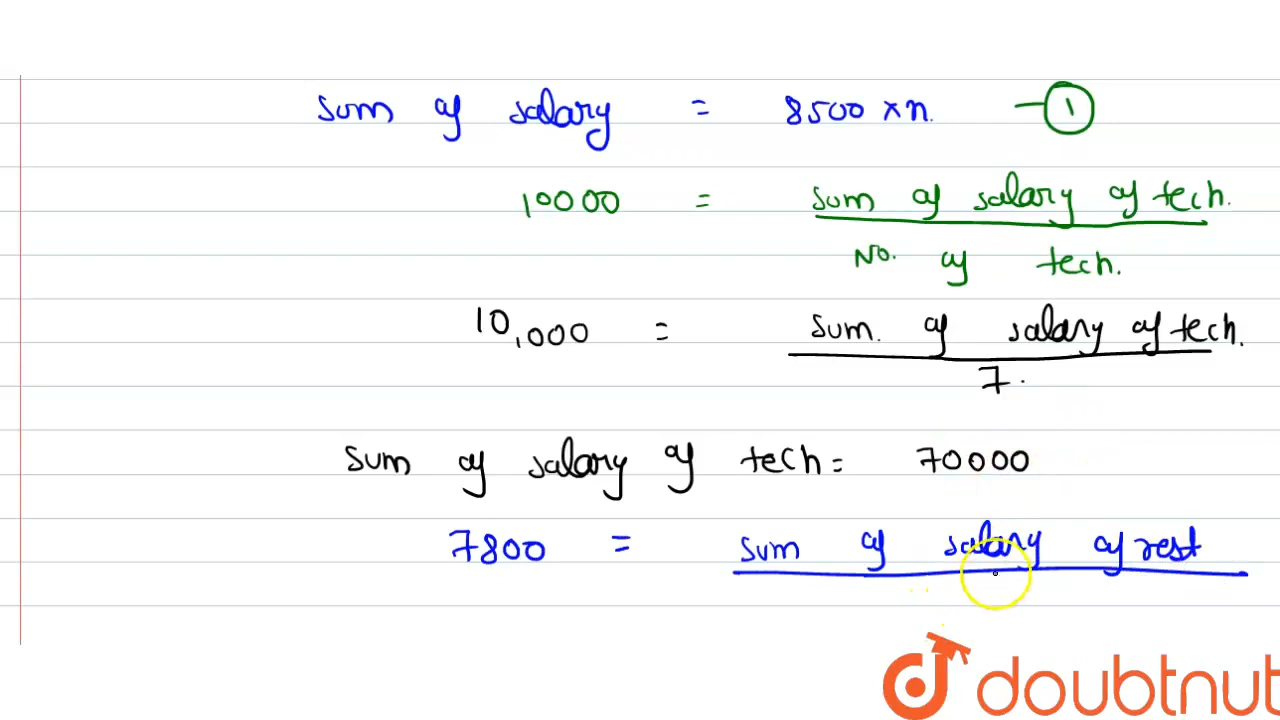 Sum of salary = 8500 × n. — 1
10000 = sum of salary of tech.
No. of tech.
10,000 = sum. of salary of tech.
7.
sum of salary of tech = 70000
7800 = sum of salary of rest
doubtnut